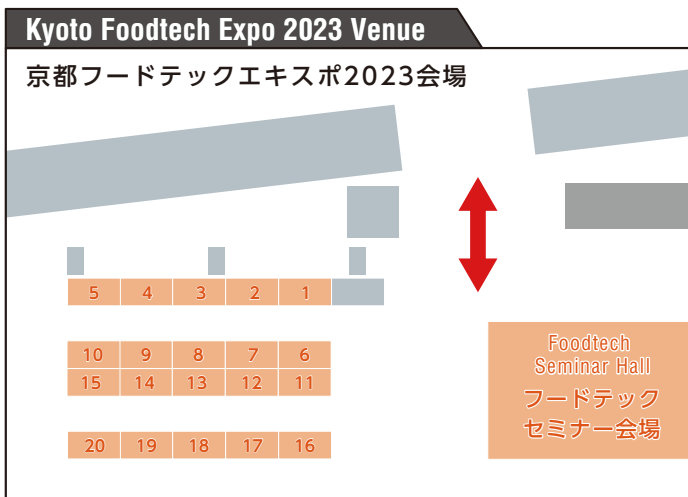 Kyoto Foodtech Expo 2023 Venue
京都フードテックエキスポ2023会場
5 4 3 2 1
10 9 8 7 6
15 14 13 12 11
20 19 18 17 16
Foodtech
Seminar Hall
フードテック
セミナー会場